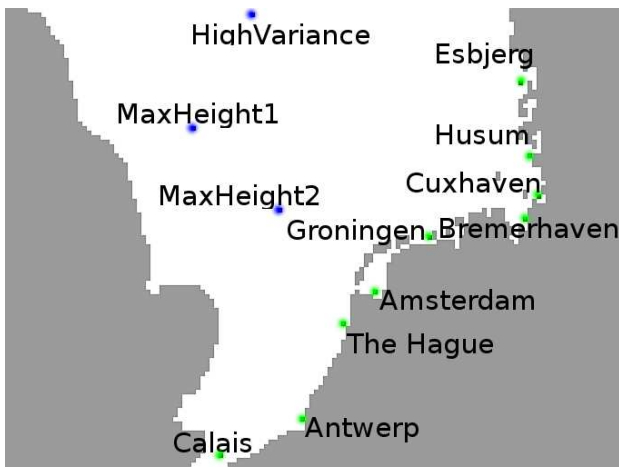 HighVariance
Esbjerg
MaxHeight1
Husum
Cuxhaven
MaxHeight2
Groningen
Bremerhaven
Amsterdam
The Hague
Antwerp
Calais